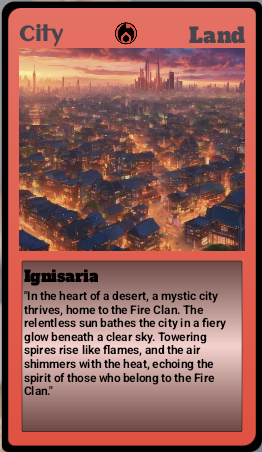 City Land
Ignisaria
"In the heart of a desert, a mystic city
thrives, home to the Fire Clan. The
relentless sun bathes the city in a fiery
glow beneath a clear sky. Towering
spires rise like flames, and the air
shimmers with the heat, echoing the
spirit of those who belong to the Fire
Clan."